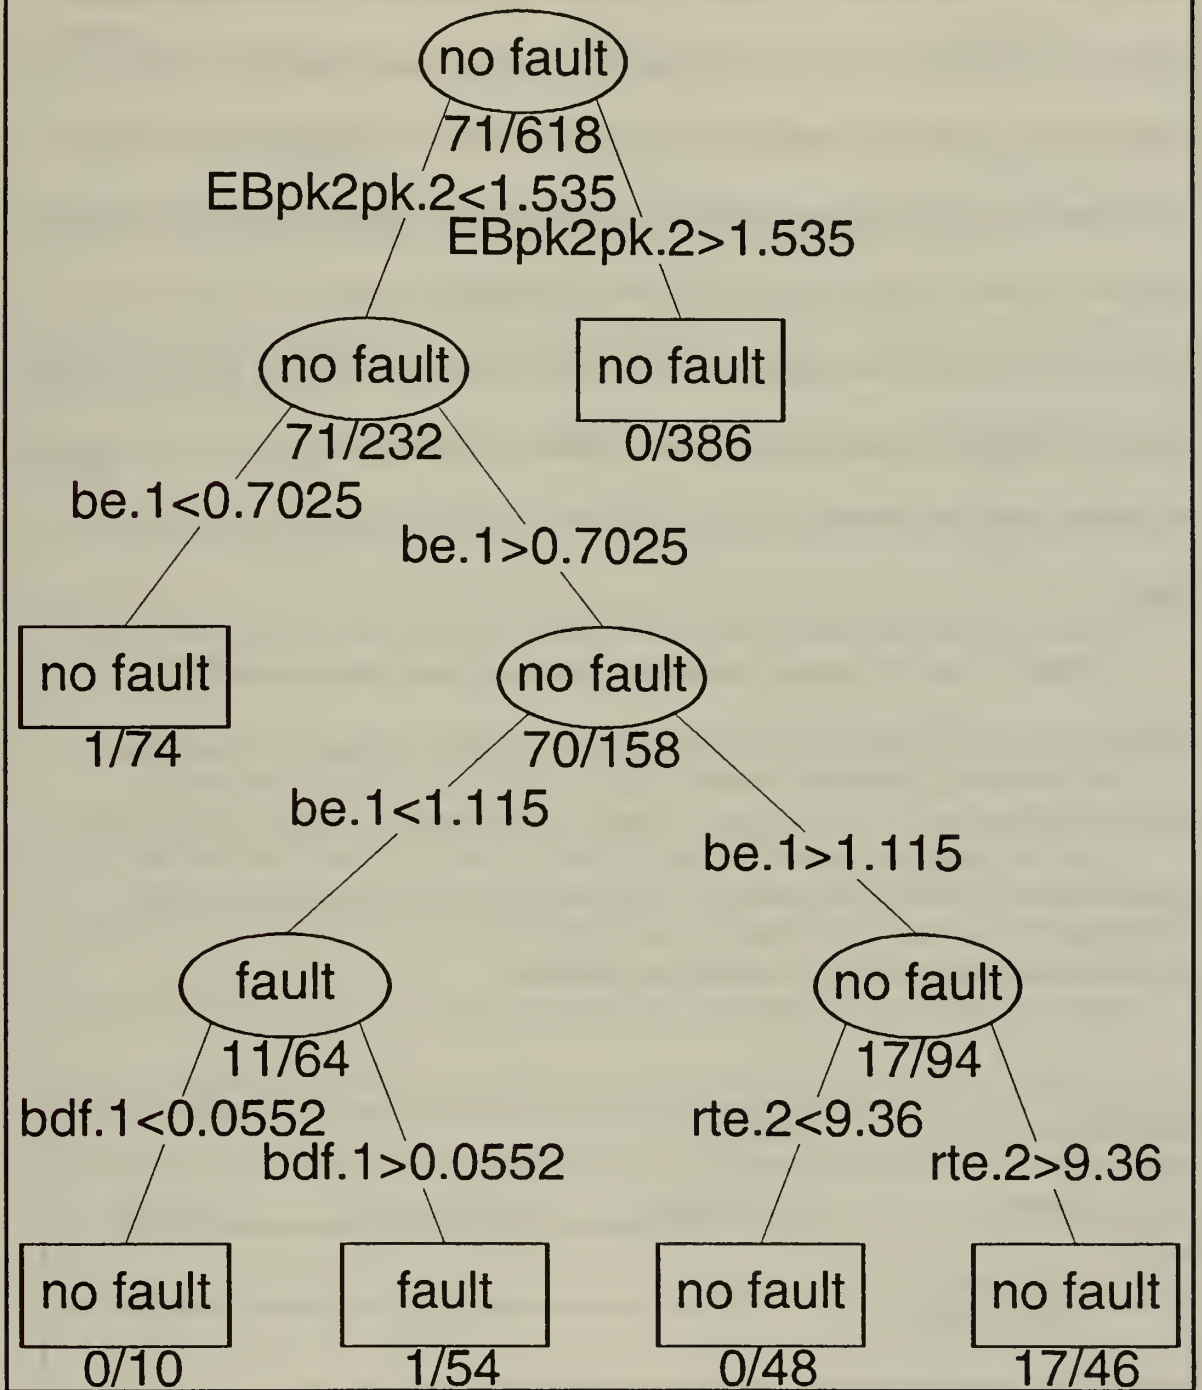 no fault
71/618
EBpk2pk.2<1.535
EBpk2pk.2>1.535
no fault
no fault
71/232
0/386
be.1<0.7025
be.1>0.7025
no fault
no fault
1/74
70/158
be.1<1.115
be.1>1.115
fault
no fault
11/64
17/94
bdf.1<0.0552
rte.2<9.36
bdf.1>0.0552
rte.2>9.36
no fault
fault
no fault
no fault
0/10
1/54
0/48
17/46